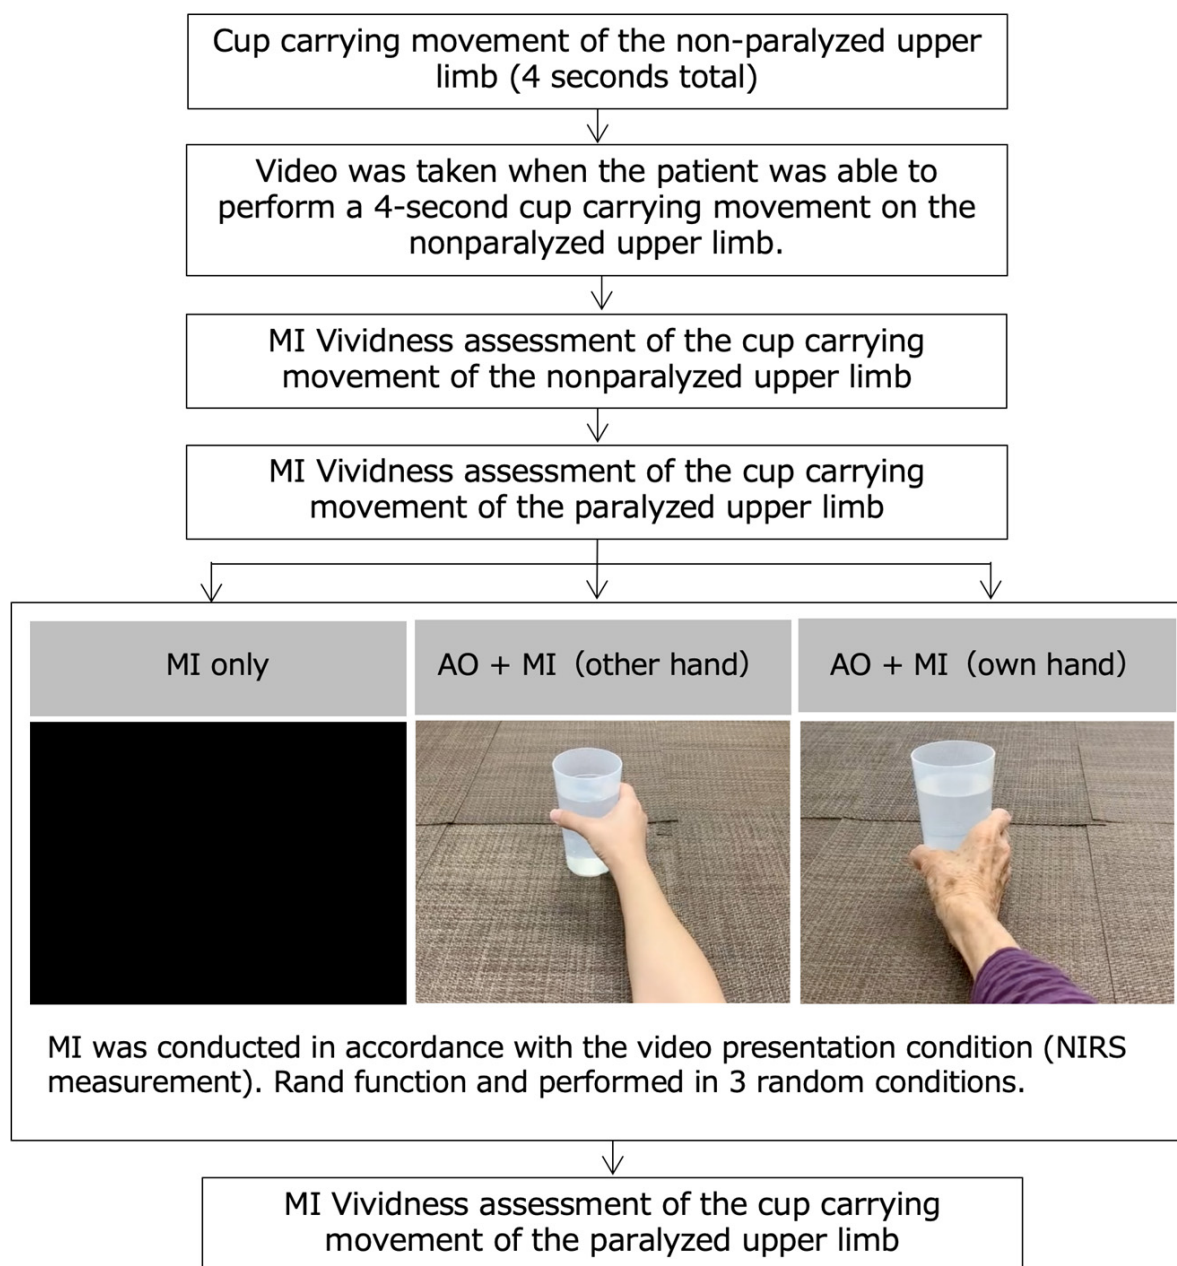 Cup carrying movement of the non-paralyzed upper
limb (4 seconds total)
Video was taken when the patient was able to
perform a 4-second cup carrying movement on the
nonparalyzed upper limb.
MI Vividness assessment of the cup carrying
movement of the nonparalyzed upper limb
MI Vividness assessment of the cup carrying
movement of the paralyzed upper limb
MI only
AO + MI（other hand）
AO + MI（own hand）
MI was conducted in accordance with the video presentation condition (NIRS
measurement). Rand function and performed in 3 random conditions.
MI Vividness assessment of the cup carrying
movement of the paralyzed upper limb